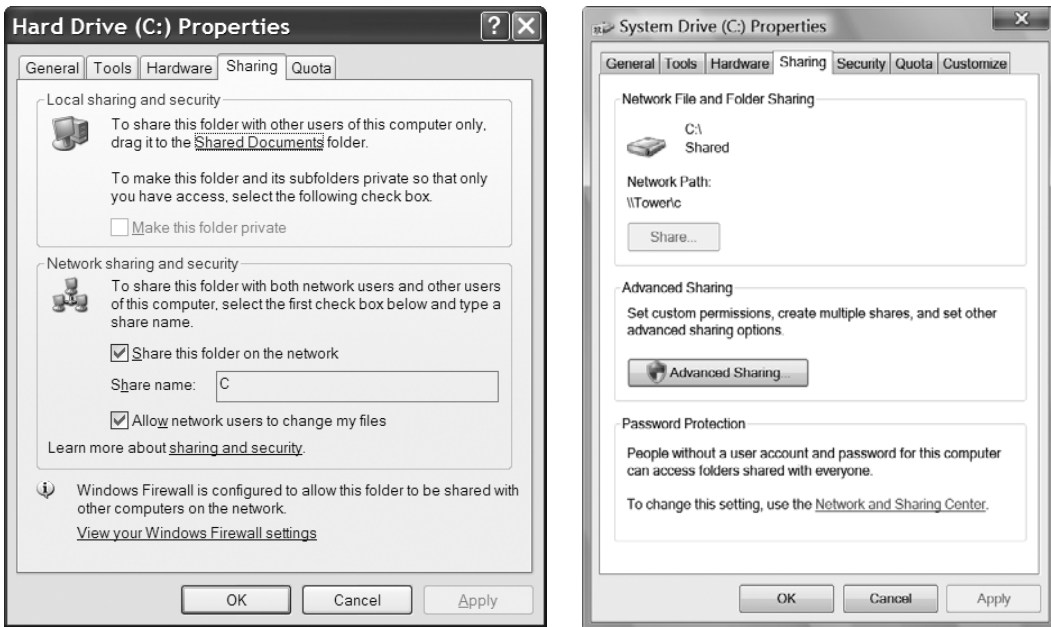 Hard Drive (C:) Properties
General Tools Hardware Sharing Quota
Local sharing and security
To share this folder with other users of this computer only,
drag it to the Shared Documents folder.
To make this folder and its subfolders private so that only
you have access, select the following check box.
Make this folder private
Network sharing and security
To share this folder with both network users and other users
of this computer, select the first check box below and type a
share name.
Share this folder on the network
Share name: C
Allow network users to change my files
Learn more about sharing and security.
Windows Firewall is configured to allow this folder to be shared with
other computers on the network.
View your Windows Firewall settings
OK Cancel Apply
System Drive (C:) Properties
General Tools Hardware Sharing Security Quota Customize
Network File and Folder Sharing
C:\
Shared
Network Path:
\\Tower\c
Share...
Advanced Sharing
Set custom permissions, create multiple shares, and set other
advanced sharing options.
Advanced Sharing...
Password Protection
People without a user account and password for this computer
can access folders shared with everyone.
To change this setting, use the Network and Sharing Center.
OK Cancel Apply